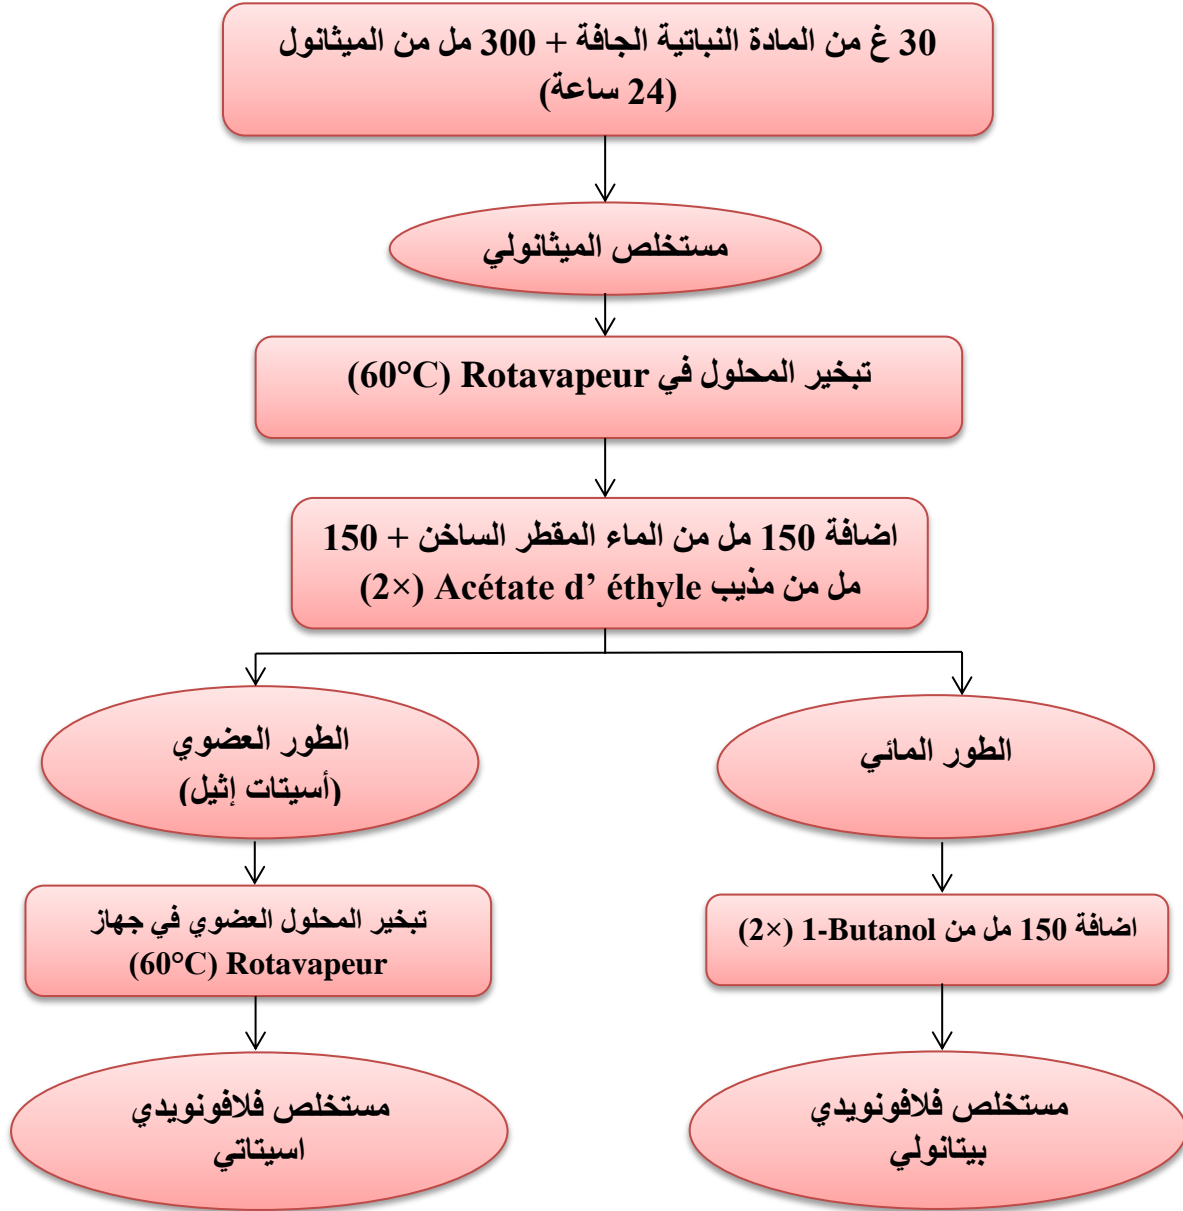 30 غ من المادة النباتية الجافة + 300 مل من الميثانول
(24 ساعة)
مستخلص الميثانولي
تبخير المحلول في Rotavapeur (60°C)
اضافة 150 مل من الماء المقطر الساخن + 150
مل من مذيب Acétate d’ éthyle (2×)
الطور العضوي
(أسيتات إثيل)
الطور المائي
تبخير المحلول العضوي في جهاز
Rotavapeur (60°C)
اضافة 150 مل من 1-Butanol (2×)
مستخلص فلافونويدي
اسيتاتي
مستخلص فلافونويدي
بيتانولي